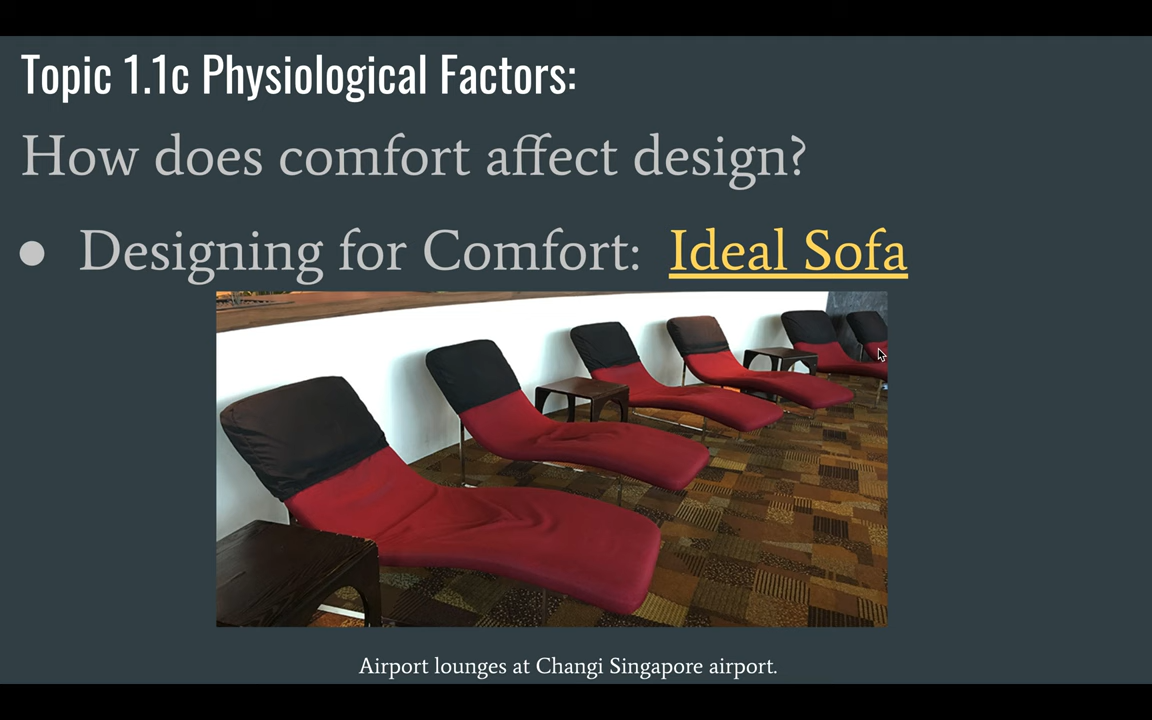 Topic 1.1c Physiological Factors:
How does comfort affect design?
● Designing for Comfort: Ideal Sofa
Airport lounges at Changi Singapore airport.